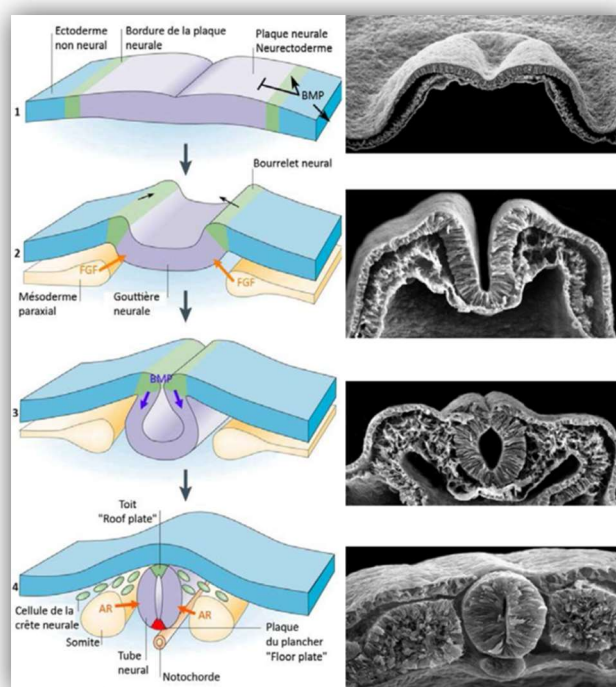 Ectoderme
non neural
Bordure de la plaque
neurale
Plaque neurale
Neurectoderme
BMP
1
Bourrelet neural
2
FGF
FGF
Mésoderme
paraxial
Gouttière
neurale
BMP
3
Toit
"Roof plate"
4
AR
AR
Cellule de la
crête neurale
Somite
Tube
neural
Notochorde
Plaque
du plancher
"Floor plate"